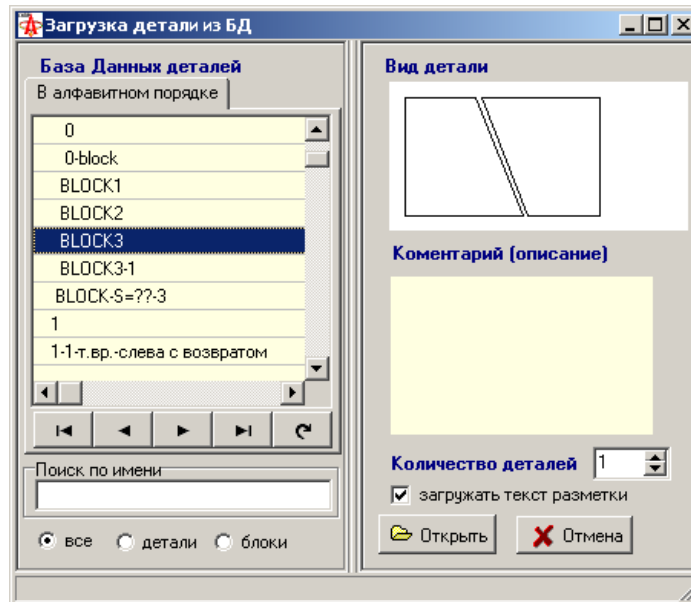 Загрузка детали из БД
База Данных деталей
В алфавитном порядке
0
0-block
BLOCK1
BLOCK2
BLOCK3
BLOCK3-1
BLOCK-S=??-3
1
1-1-т.вр.-слева с возвратом
Поиск по имени
все детали блоки
Вид детали
Коментарий (описание)
Количество деталей 1
загружать текст разметки
Открыть Отмена